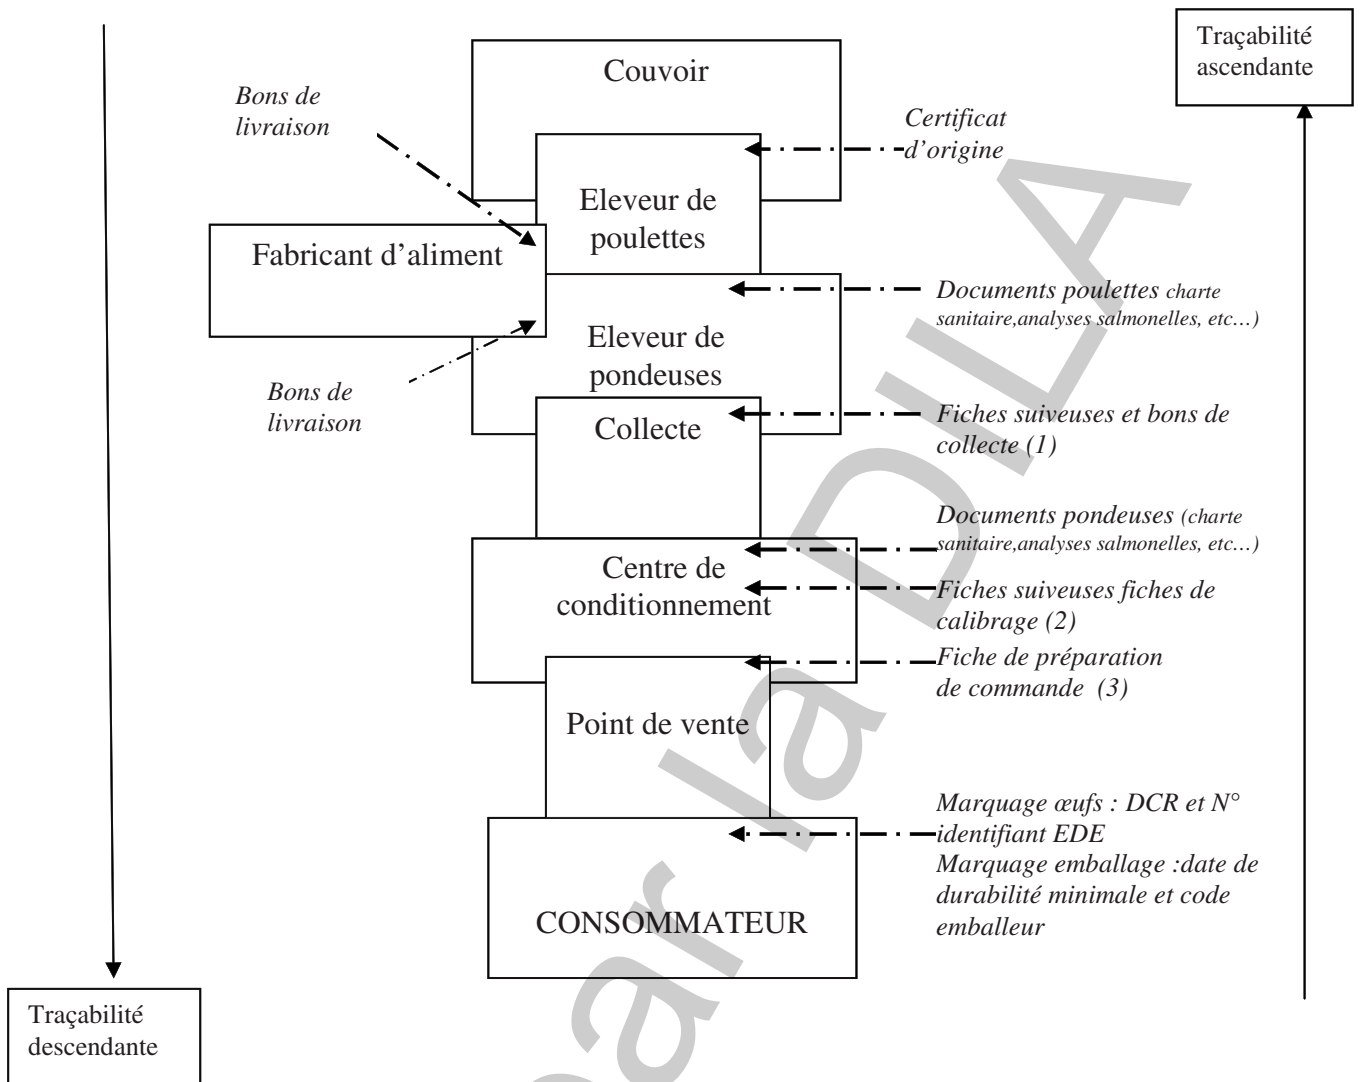 Traçabilité
ascendante
Couvoir
Bons de
livraison
Certificat
d’origine
Eleveur de
poulettes
Fabricant d’aliment
Documents poulettes charte
sanitaire,analyses salmonelles, etc…)
Eleveur de
pondeuses
Bons de
livraison
Fiches suiveuses et bons de
collecte (1)
Collecte
Documents pondeuses (charte
sanitaire,analyses salmonelles, etc…)
Centre de
conditionnement
Fiches suiveuses fiches de
calibrage (2)
Fiche de préparation
de commande (3)
Point de vente
Marquage œufs : DCR et N°
identifiant EDE
Marquage emballage :date de
durabilité minimale et code
emballeur
CONSOMMATEUR
Traçabilité
descendante
par la DILA